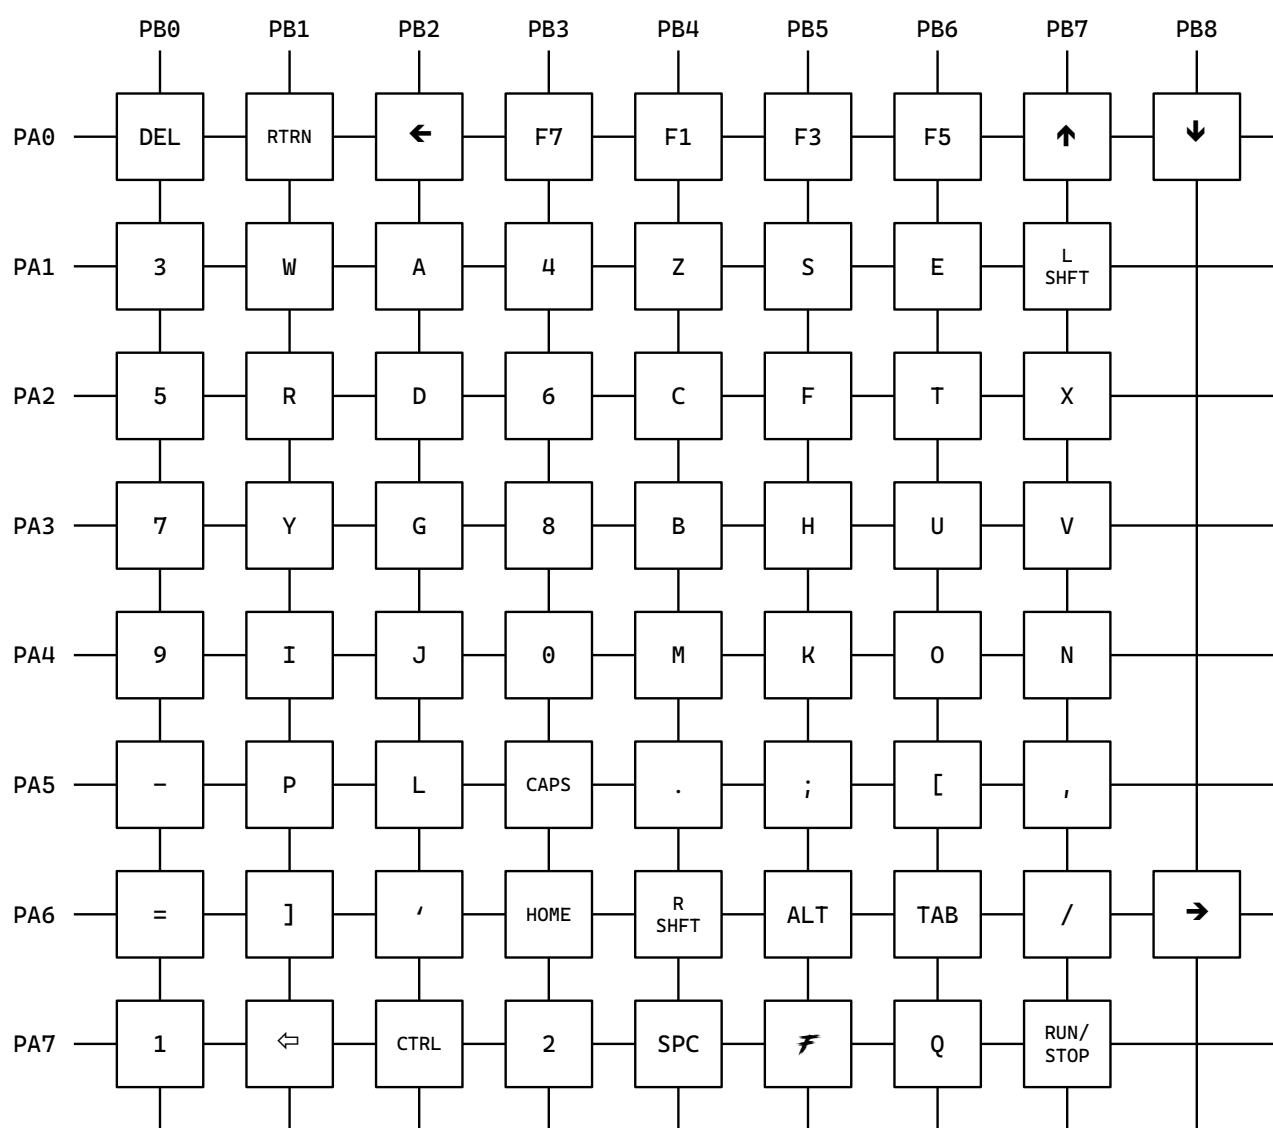 PB0 PB1 PB2 PB3 PB4 PB5 PB6 PB7 PB8
PA0 DEL RTRN 🡰 F7 F1 F3 F5 🡱 🡳
PA1 3 W A 4 Z S E L SHFT
PA2 5 R D 6 C F T X
PA3 7 Y G 8 B H U V
PA4 9 I J 0 M K O N
PA5 - P L CAPS . ; [ ,
PA6 = ] ‘ HOME R SHFT ALT TAB / 🡲
PA7 1 ⇦ CTRL 2 SPC F Q RUN/ STOP